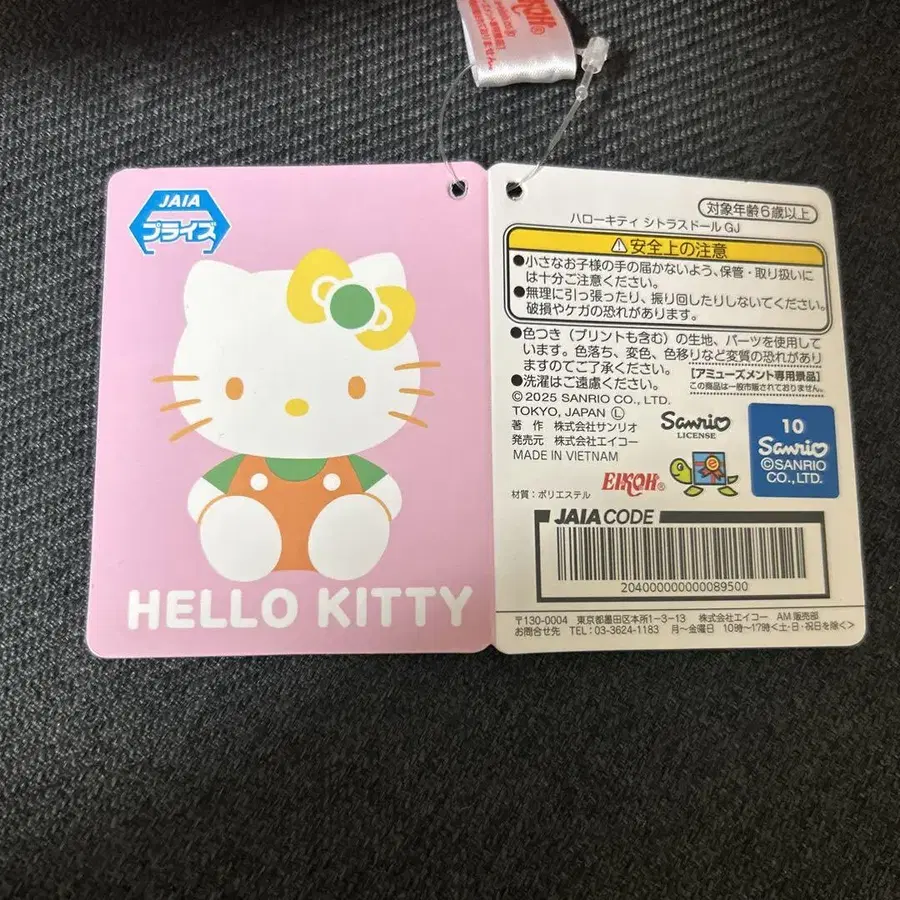 JAIA
プライズ
HELLO KITTY
対象年齢6歳以上
ハローキティ シトラスドール GJ
⚠安全上の注意
●小さなお子様の手の届かないよう、保管・取り扱いに
は十分ご注意ください。
●無理に引っ張ったり、振り回したりしないでください。
破損やケガの恐れがあります。
●色つき（プリントも含む）の生地、パーツを使用して
います。色落ち、変色、色移りなど変質の恐れがあり
ますのでご了承ください。
●洗濯はご遠慮ください。
【アミューズメント専用景品】
この商品は一般市販されておりません。
© 2025 SANRIO CO., LTD.
TOKYO, JAPAN Ⓛ
著 作 株式会社サンリオ
発売元 株式会社エイコー
MADE IN VIETNAM
Sanrio
LICENSE
10
Sanrio
©SANRIO
CO.,LTD.
EIKOH®
材質：ポリエステル
JAIA CODE
204000000000089500
〒130-0004 東京都墨田区本所1-3-13 株式会社エイコー AM販売部
お問合せ先 TEL：03-3624-1183 月〜金曜日 10時〜17時<土・日・祝日を除く>